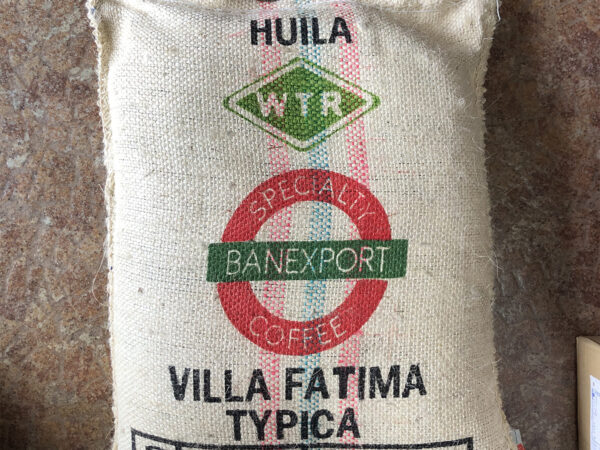 HUILA
WTR
SPECIALTY
BANEXPORT
COFFEE
VILLA FATIMA
TYPICA